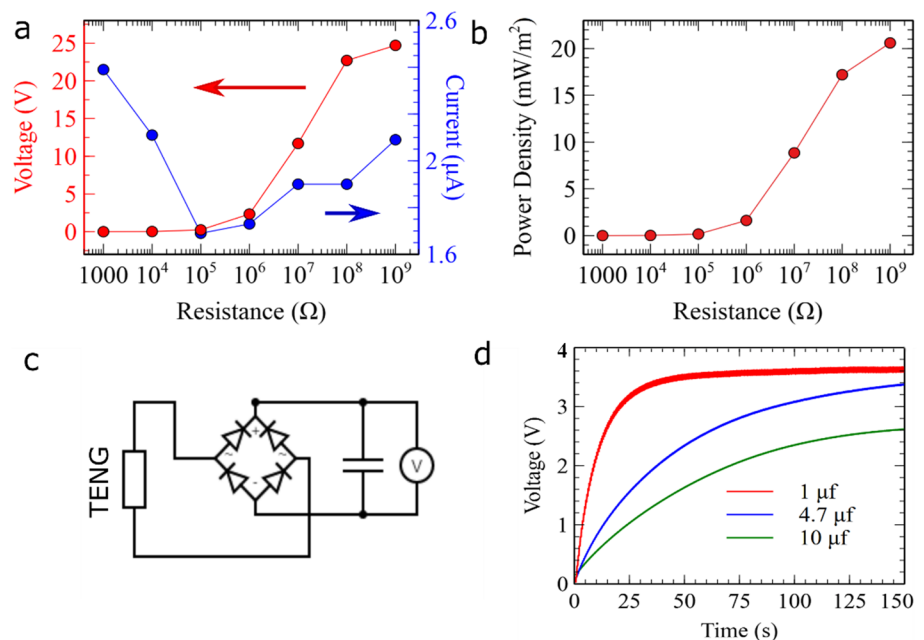 a
Voltage (V)
25
20
15
10
5
0
2.6
2
1.6
Current (μA)
1000 10⁴ 10⁵ 10⁶ 10⁷ 10⁸ 10⁹
Resistance (Ω)
b
Power Density (mW/m²)
20
15
10
5
0
1000 10⁴ 10⁵ 10⁶ 10⁷ 10⁸ 10⁹
Resistance (Ω)
c
TENG
+
~ ~
-
V
d
Voltage (V)
4
3
2
1
0
1 μf
4.7 μf
10 μf
0 25 50 75 100 125 150
Time (s)